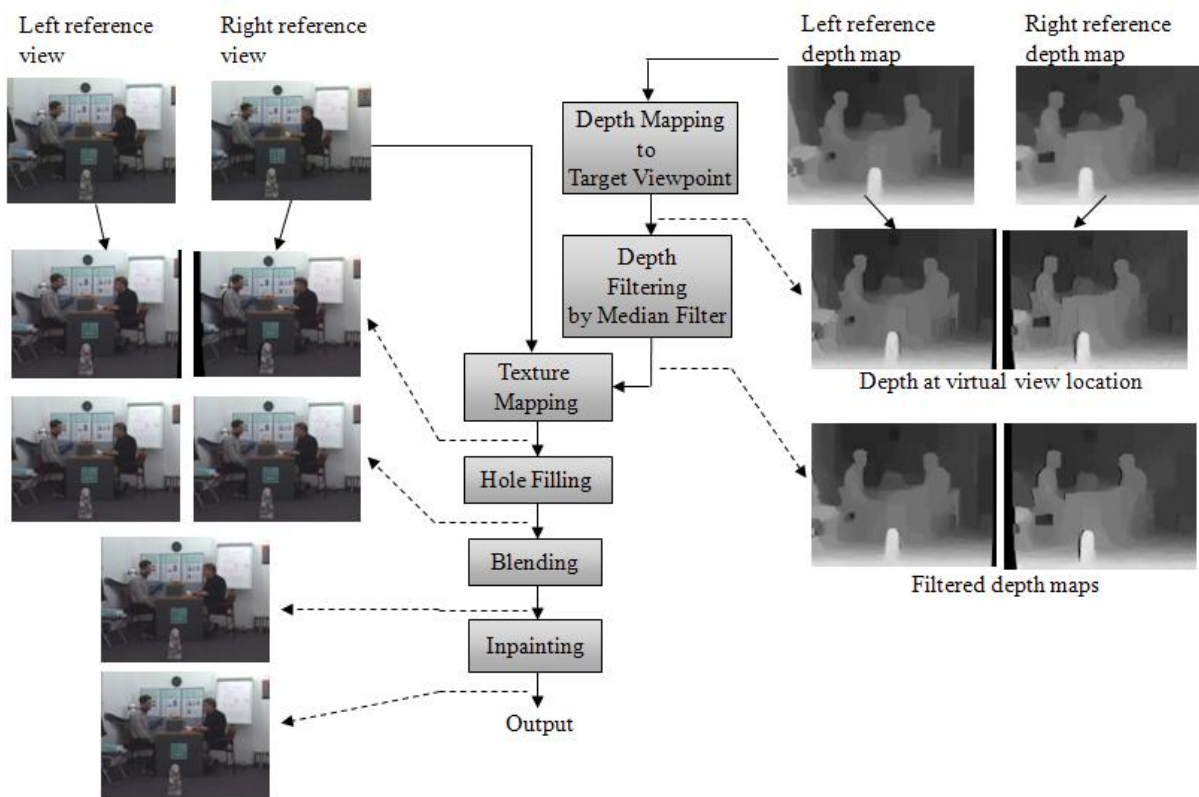 Left reference
view
Right reference
view
Left reference
depth map
Right reference
depth map
Depth Mapping
to
Target Viewpoint
Depth
Filtering
by Median Filter
Texture
Mapping
Depth at virtual view location
Hole Filling
Blending
Filtered depth maps
Inpainting
Output